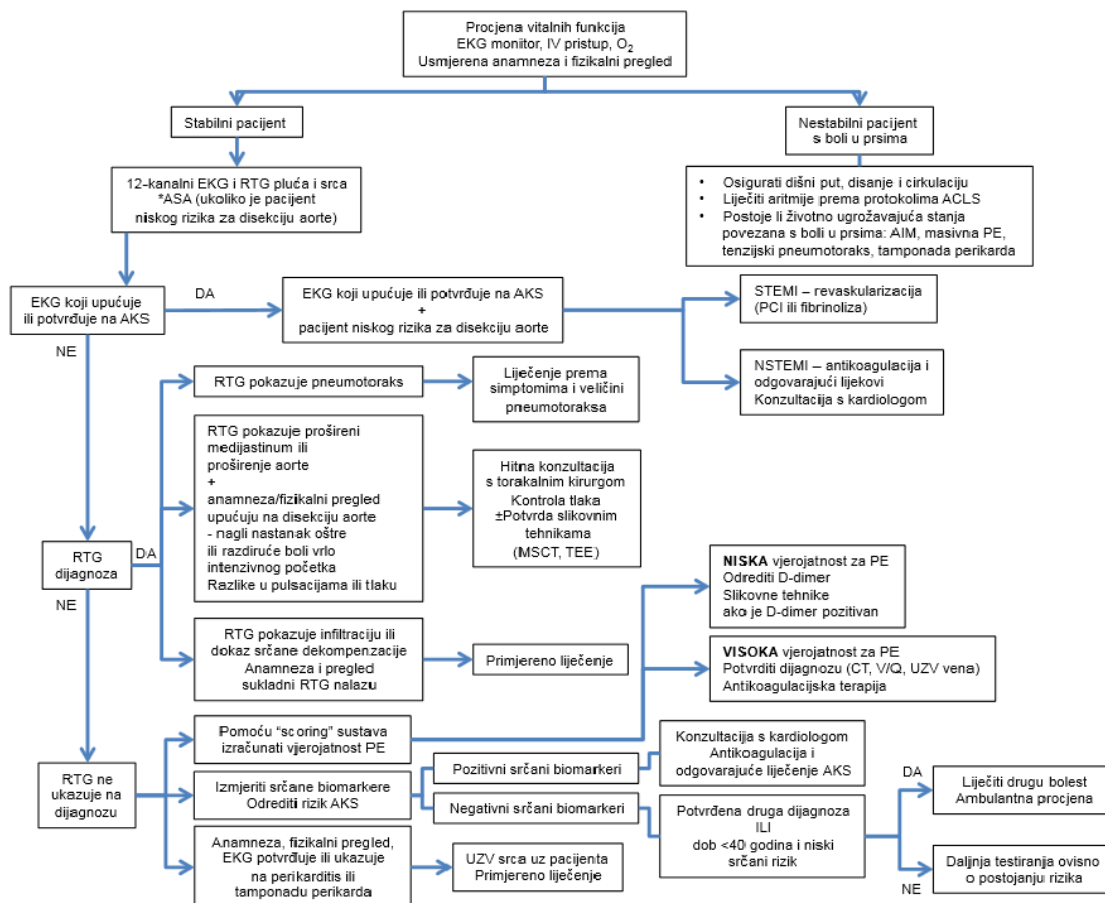 Procjena vitalnih funkcija
EKG monitor, IV pristup, O₂
Usmjerena anamneza i fizikalni pregled
Stabilni pacijent
Nestabilni pacijent
s boli u prsima
12-kanalni EKG i RTG pluća i srca
*ASA (ukoliko je pacijent
niskog rizika za disekciju aorte)
• Osigurati dišni put, disanje i cirkulaciju
• Liječiti aritmije prema protokolima ACLS
• Postoje li životno ugrožavajuća stanja
povezana s boli u prsima: AIM, masivna PE,
tenzijski pneumotoraks, tamponada perikarda
EKG koji upućuje
ili potvrđuje na AKS
DA
EKG koji upućuje ili potvrđuje na AKS
+
pacijent niskog rizika za disekciju aorte
STEMI – revaskularizacija
(PCI ili fibrinoliza)
NSTEMI – antikoagulacija i
odgovarajući lijekovi
Konzultacija s kardiologom
NE
RTG pokazuje pneumotoraks
Liječenje prema
simptomima i veličini
pneumotoraksa
RTG pokazuje prošireni
medijastinum ili
proširenje aorte
+
anamneza/fizikalni pregled
upućuju na disekciju aorte
- nagli nastanak oštre
ili razdiruće boli vrlo
intenzivnog početka
Razlike u pulsacijama ili tlaku
Hitna konzultacija
s torakalnim kirurgom
Kontrola tlaka
±Potvrda slikovnim
tehnikama
(MSCT, TEE)
RTG
dijagnoza
DA
NE
RTG pokazuje infiltraciju ili
dokaz srčane dekompenzacije
Anamneza i pregled
sukladni RTG nalazu
Primjereno liječenje
NISKA vjerojatnost za PE
Odrediti D-dimer
Slikovne tehnike
ako je D-dimer pozitivan
VISOKA vjerojatnost za PE
Potvrditi dijagnozu (CT, V/Q, UZV vena)
Antikoagulacijska terapija
RTG ne
ukazuje na
dijagnozu
Pomoću “scoring” sustava
izračunati vjerojatnost PE
Izmjeriti srčane biomarkere
Odrediti rizik AKS
Pozitivni srčani biomarkeri
Konzultacija s kardiologom
Antikoagulacija i
odgovarajuće liječenje AKS
Negativni srčani biomarkeri
Potvrđena druga dijagnoza
ILI
dob <40 godina i niski
srčani rizik
DA
Liječiti drugu bolest
Ambulantna procjena
NE
Daljnja testiranja ovisno
o postojanju rizika
Anamneza, fizikalni pregled,
EKG potvrđuje ili ukazuje
na perikarditis ili
tamponadu perikarda
UZV srca uz pacijenta
Primjereno liječenje